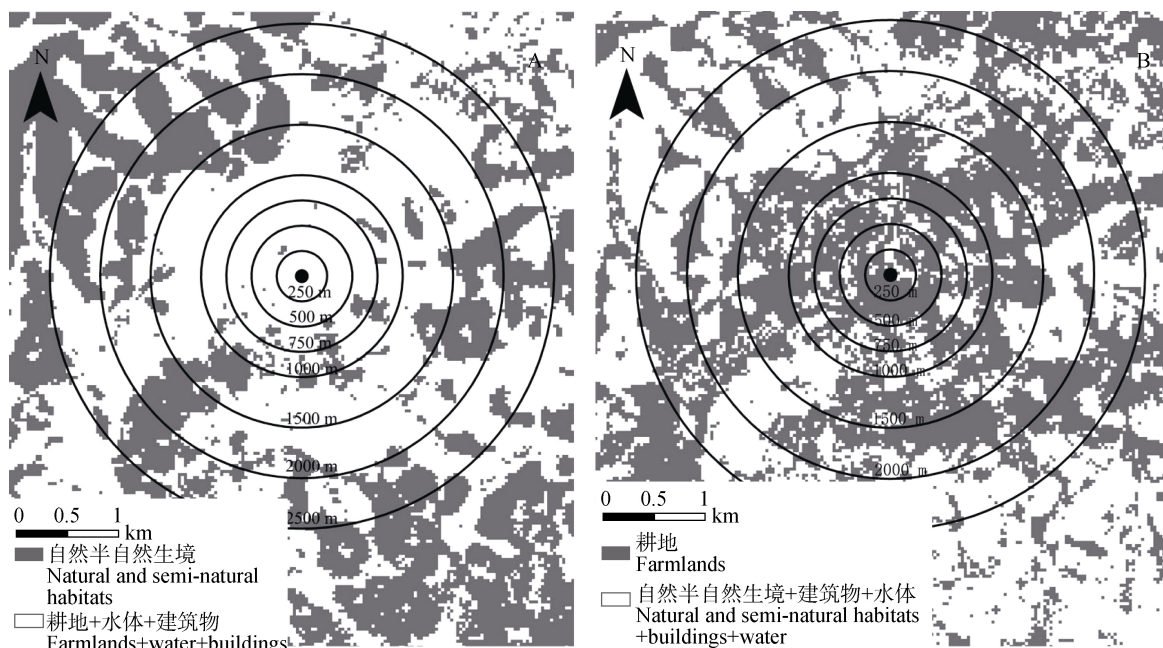 N
A
250 m
500 m
750 m
1000 m
1500 m
2000 m
2500 m
0 0.5 1
km
自然半自然生境
Natural and semi-natural
habitats
耕地+水体+建筑物
Farmlands+water+buildings
N
B
250 m
500 m
750 m
1000 m
1500 m
2000 m
0 0.5 1
km
耕地
Farmlands
自然半自然生境+建筑物+水体
Natural and semi-natural habitats
+buildings+water